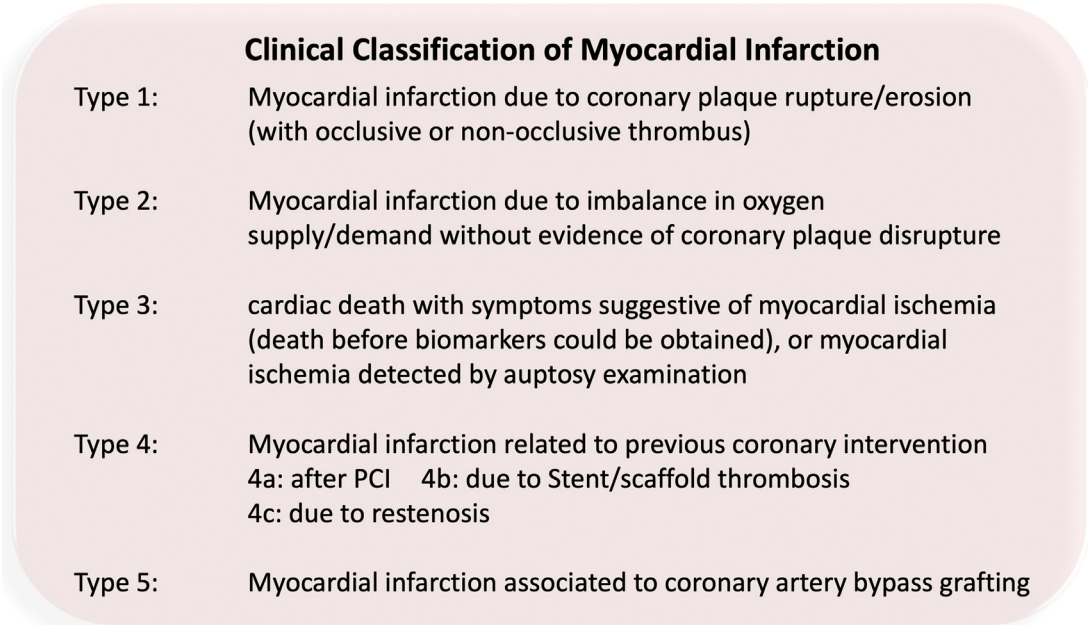 Clinical Classification of Myocardial Infarction
Type 1: Myocardial infarction due to coronary plaque rupture/erosion
(with occlusive or non-occlusive thrombus)
Type 2: Myocardial infarction due to imbalance in oxygen
supply/demand without evidence of coronary plaque disrupture
Type 3: cardiac death with symptoms suggestive of myocardial ischemia
(death before biomarkers could be obtained), or myocardial
ischemia detected by auptosy examination
Type 4: Myocardial infarction related to previous coronary intervention
4a: after PCI 4b: due to Stent/scaffold thrombosis
4c: due to restenosis
Type 5: Myocardial infarction associated to coronary artery bypass grafting